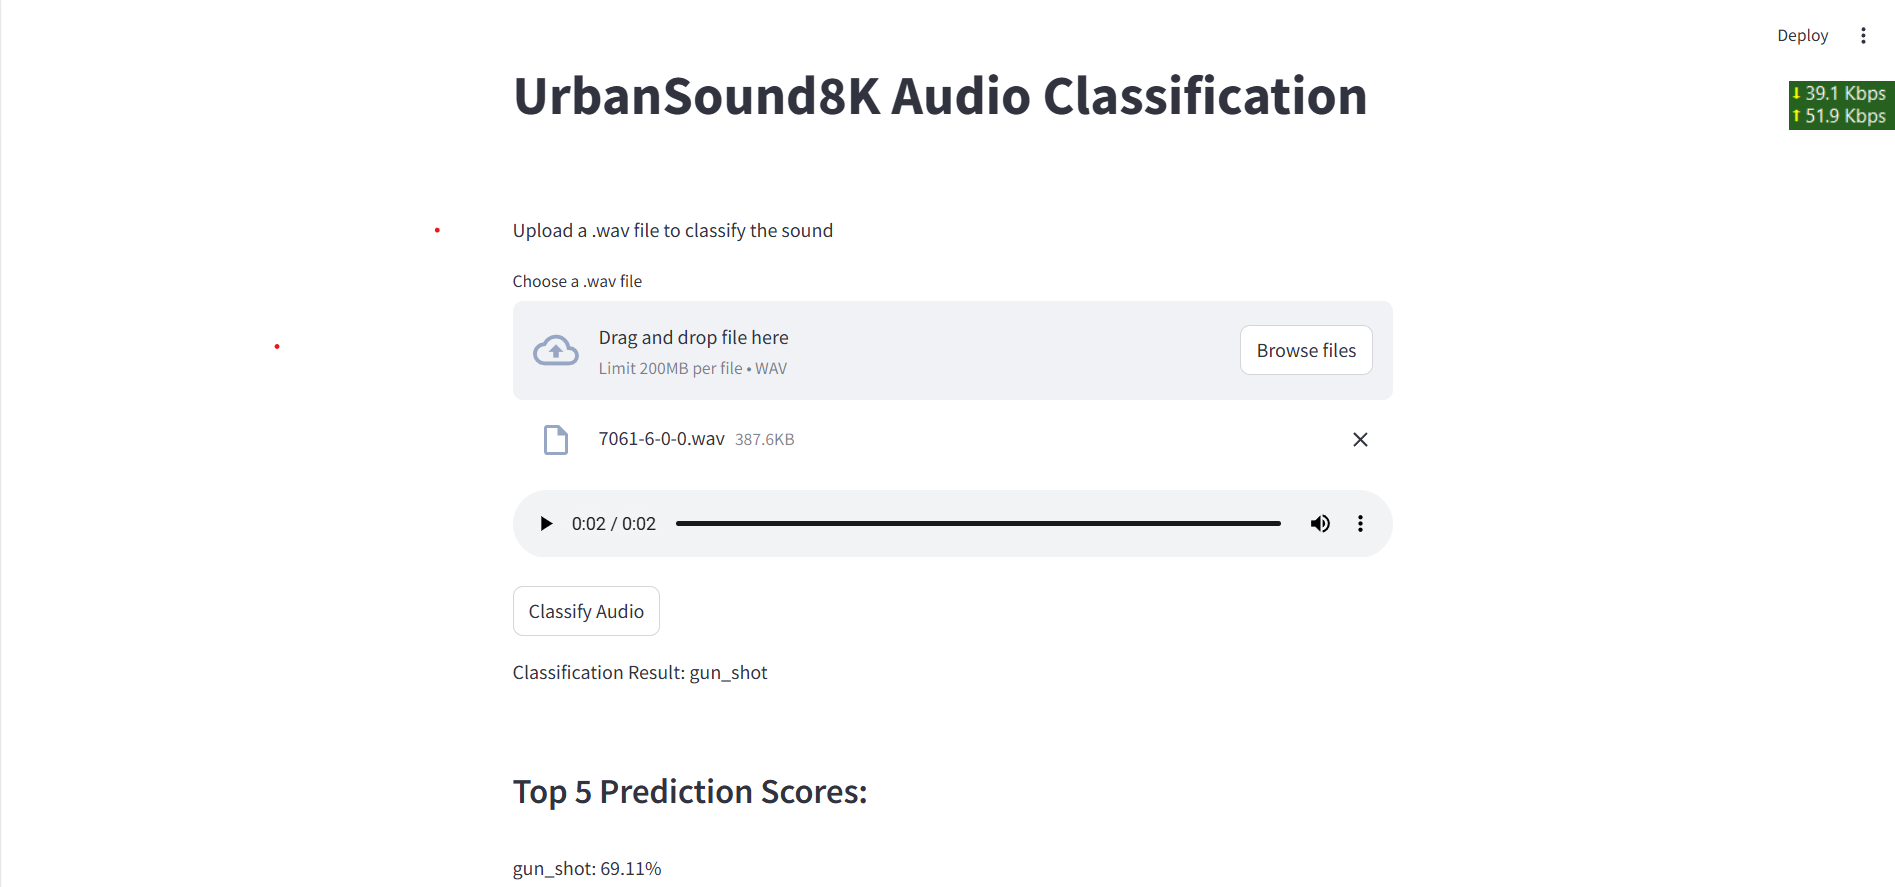 Deploy
UrbanSound8K Audio Classification
↓ 39.1 Kbps
↑ 51.9 Kbps
Upload a .wav file to classify the sound
Choose a .wav file
Drag and drop file here
Limit 200MB per file • WAV
Browse files
7061-6-0-0.wav 387.6KB
0:02 / 0:02
Classify Audio
Classification Result: gun_shot
Top 5 Prediction Scores:
gun_shot: 69.11%